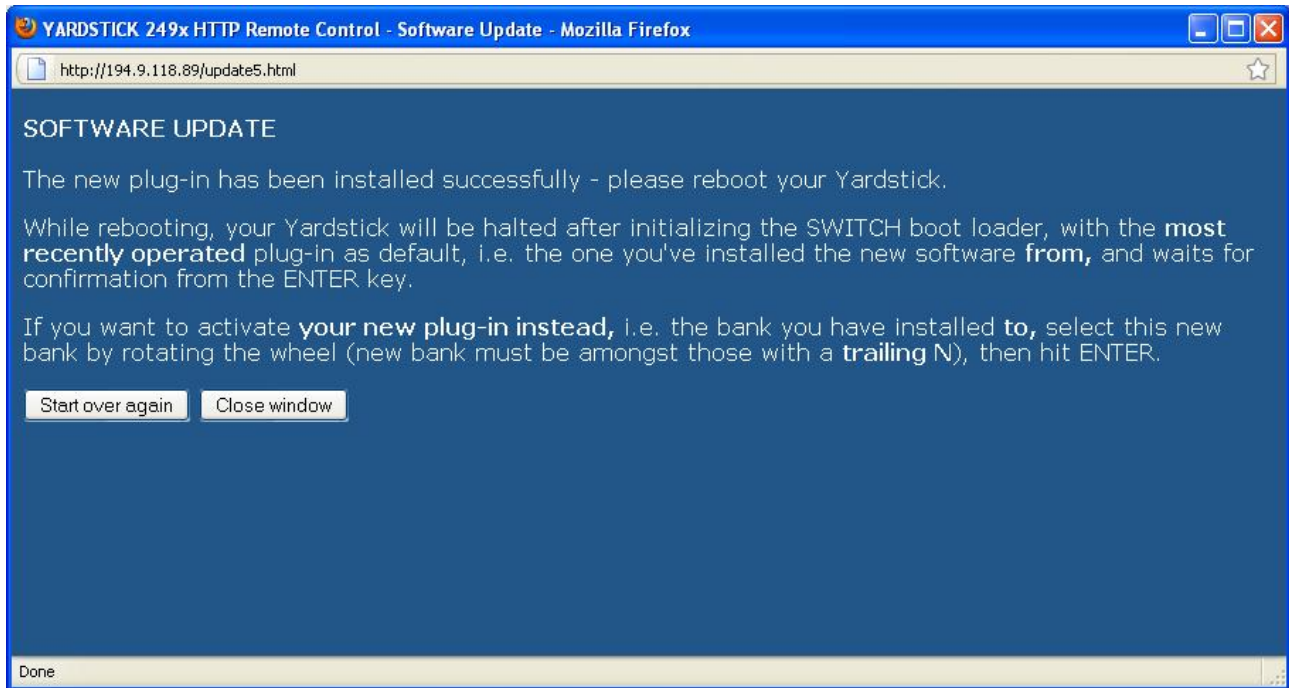 YARDSTICK 249x HTTP Remote Control - Software Update - Mozilla Firefox
http://194.9.118.89/update5.html
SOFTWARE UPDATE
The new plug-in has been installed successfully - please reboot your Yardstick.
While rebooting, your Yardstick will be halted after initializing the SWITCH boot loader, with the most
recently operated plug-in as default, i.e. the one you've installed the new software from, and waits for
confirmation from the ENTER key.
If you want to activate your new plug-in instead, i.e. the bank you have installed to, select this new
bank by rotating the wheel (new bank must be amongst those with a trailing N), then hit ENTER.
Start over again Close window
Done